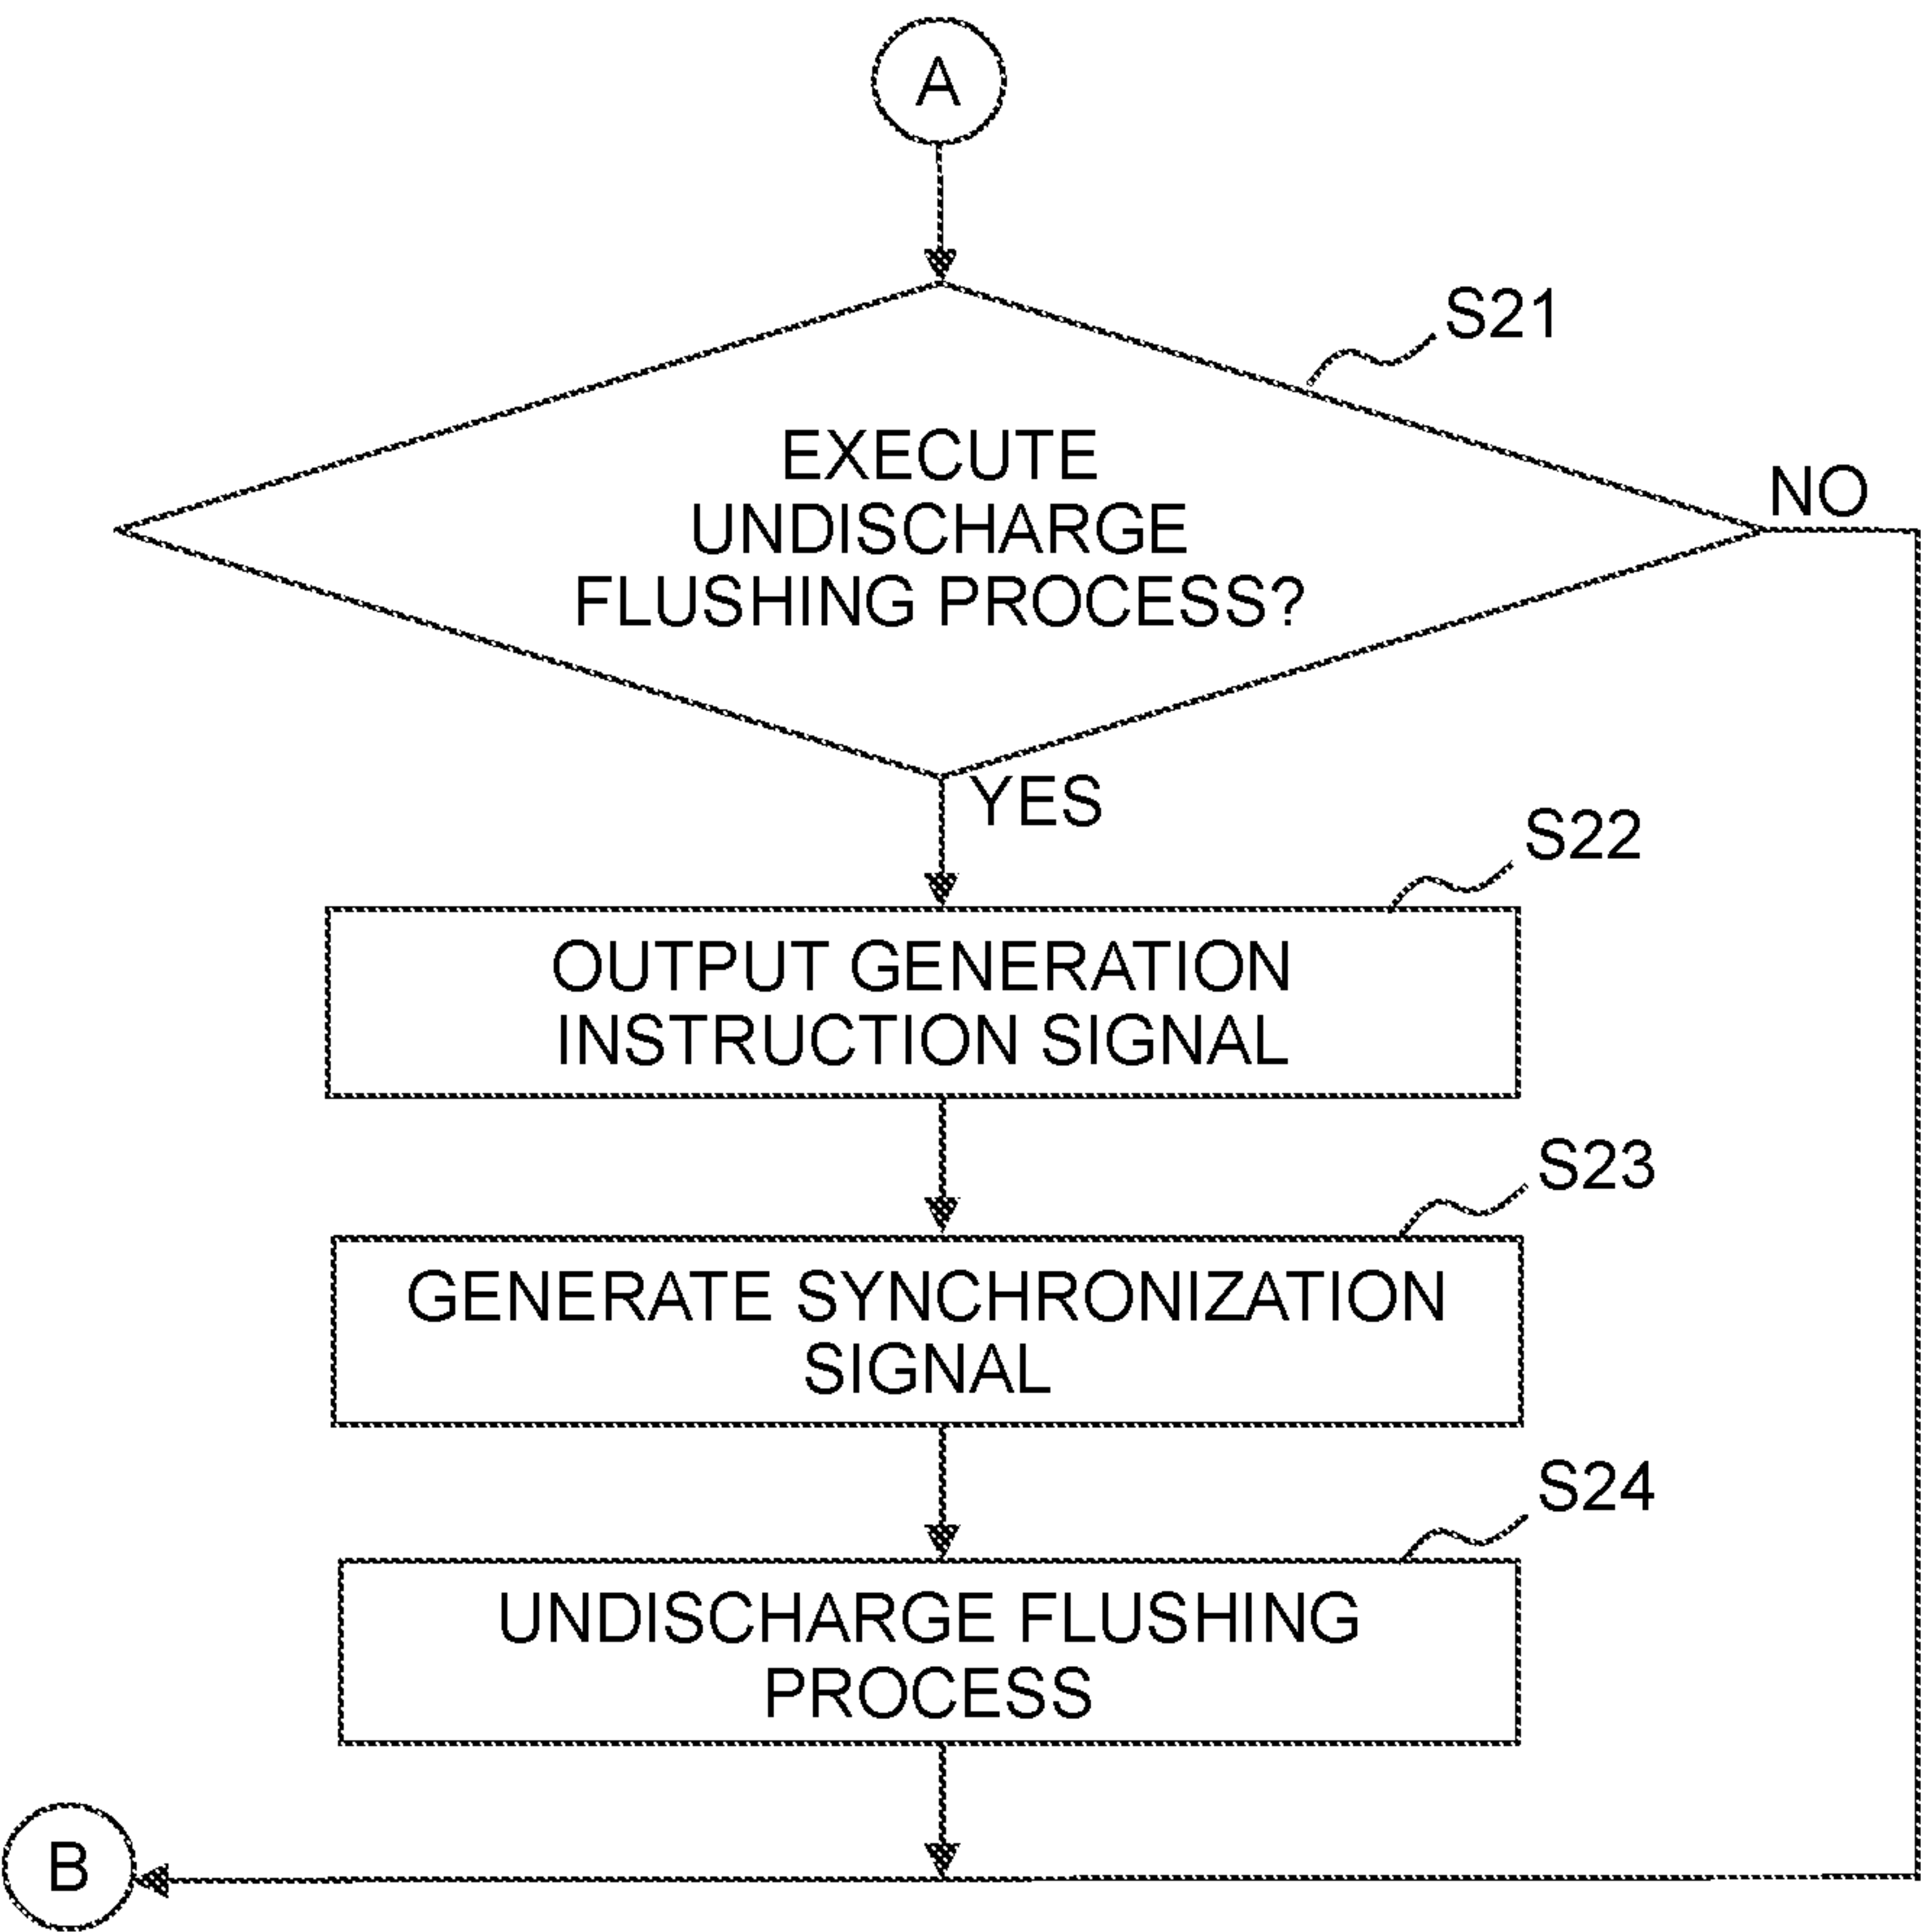 A
S21
EXECUTE
UNDISCHARGE
FLUSHING PROCESS?
NO
YES
S22
OUTPUT GENERATION
INSTRUCTION SIGNAL
S23
GENERATE SYNCHRONIZATION
SIGNAL
S24
UNDISCHARGE FLUSHING
PROCESS
B